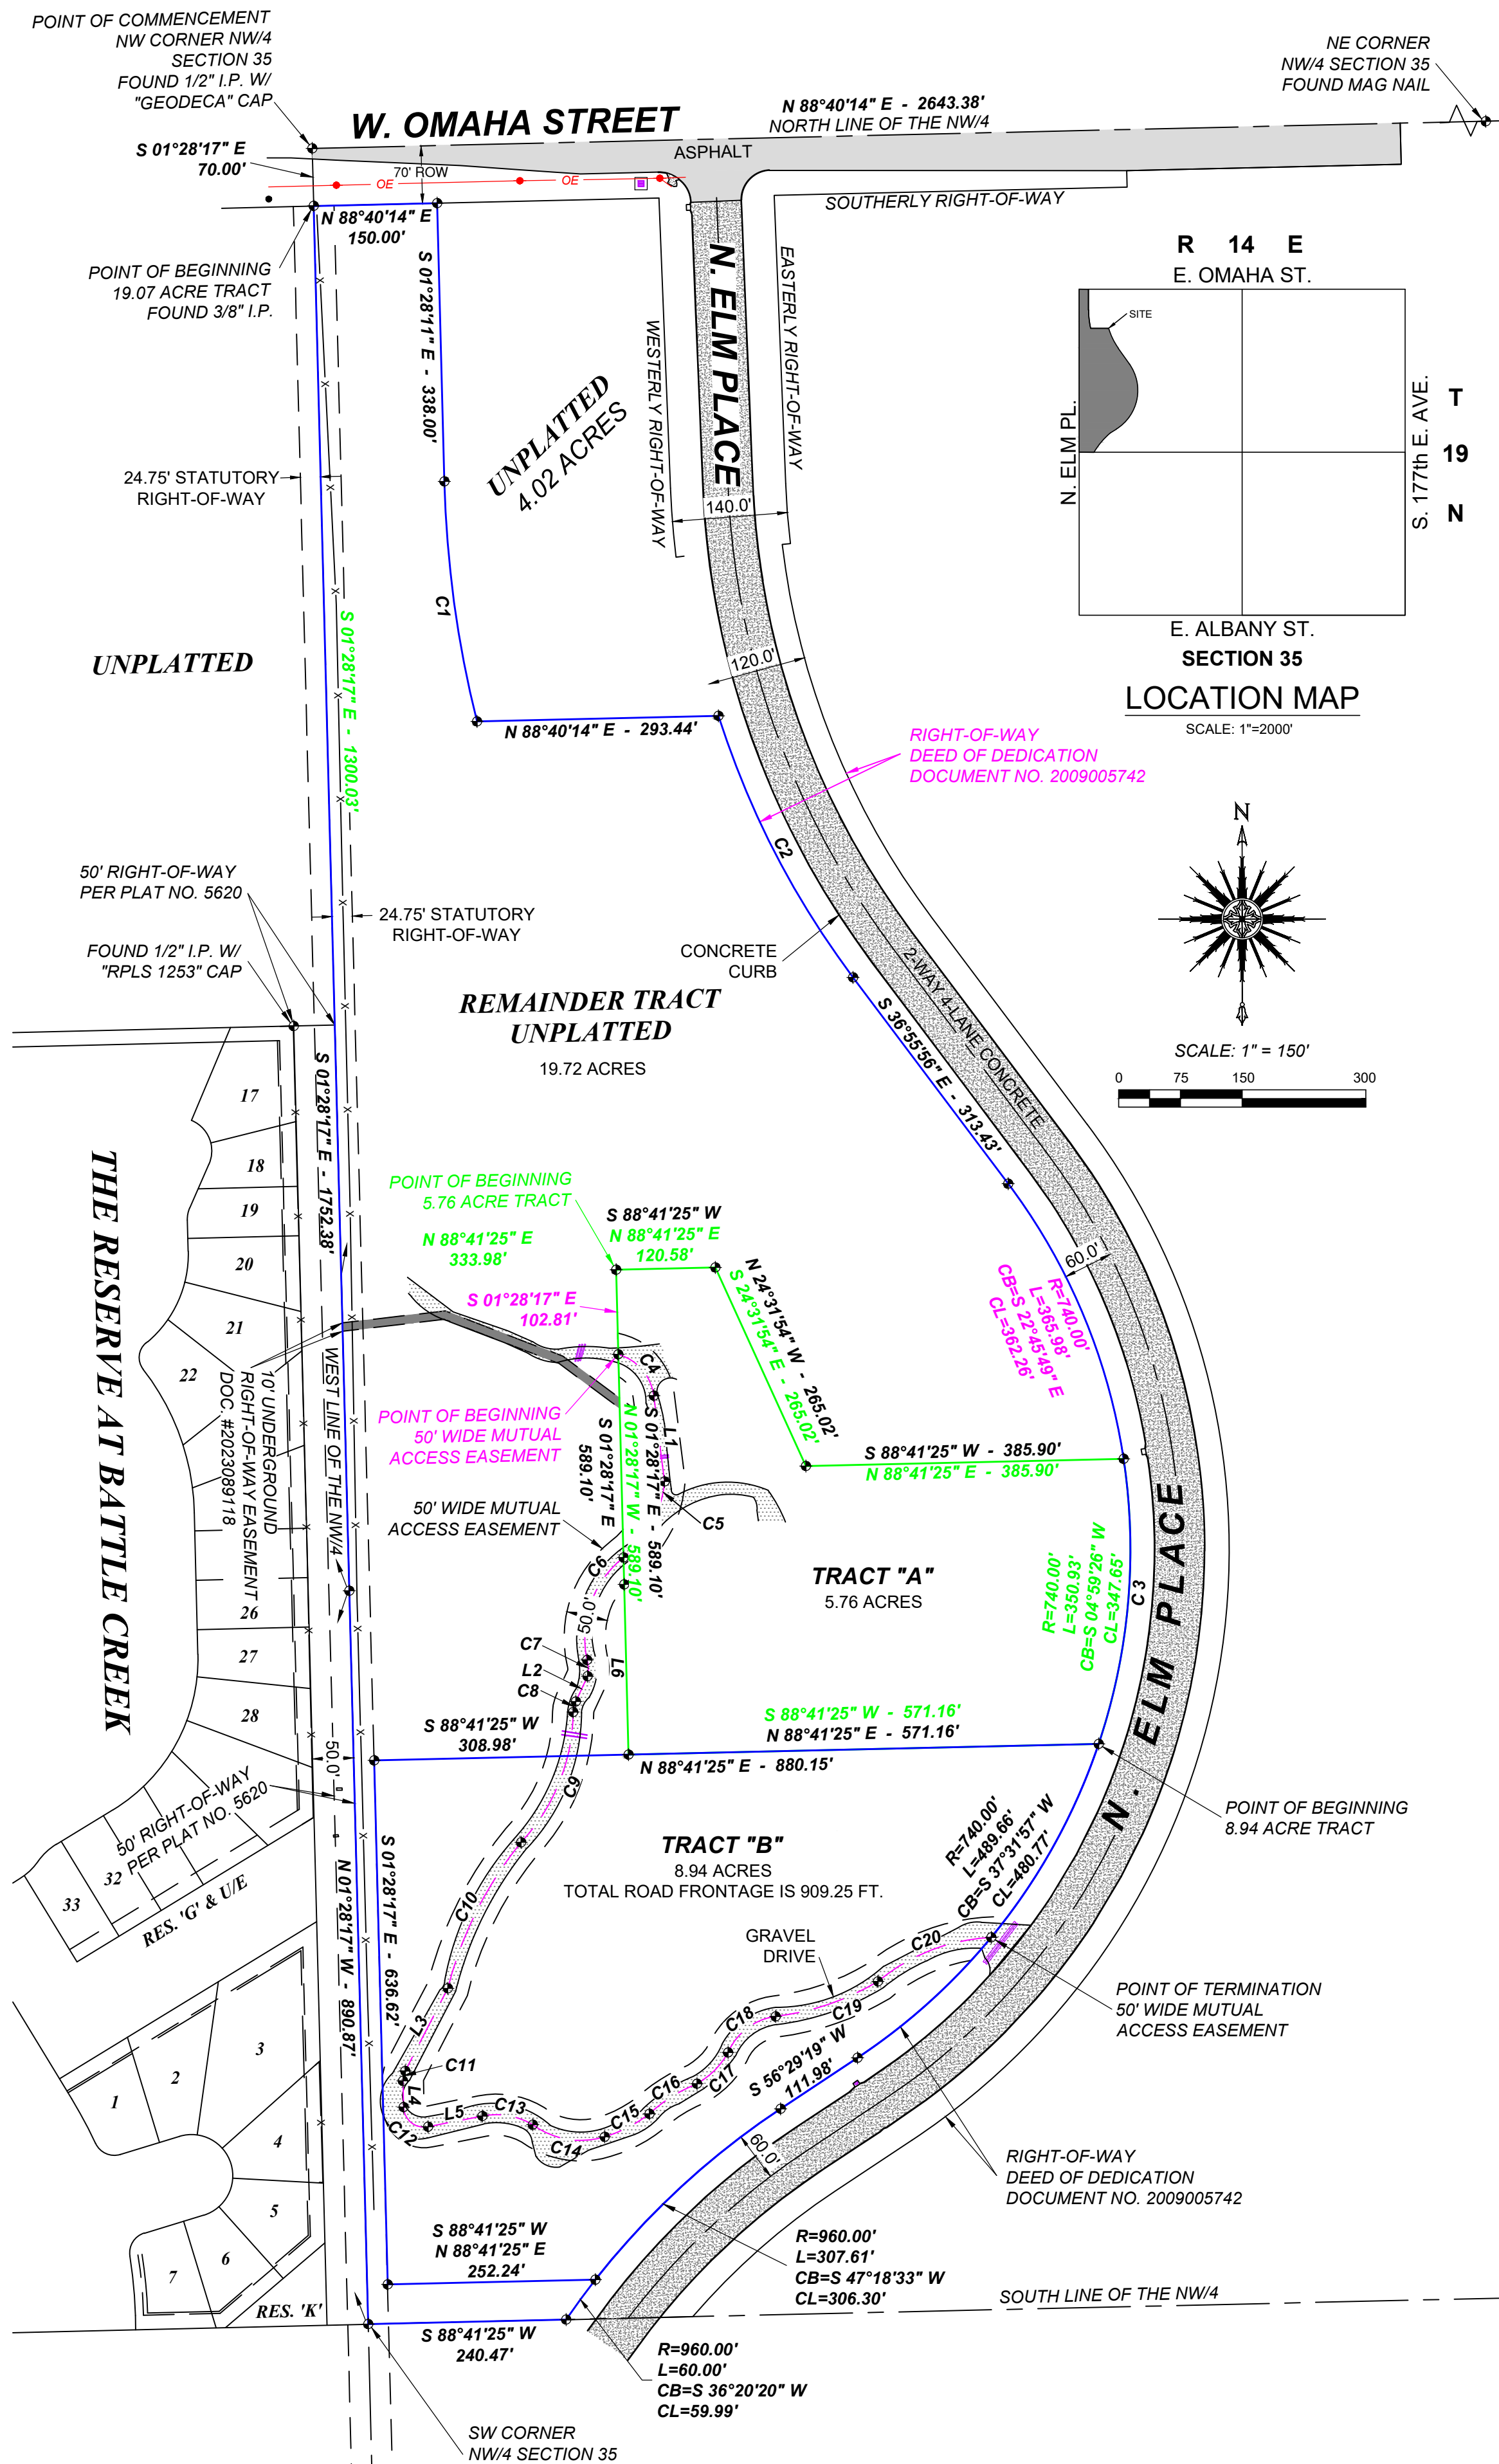 POINT OF COMMENCEMENT
NW CORNER NW/4
SECTION 35
FOUND 1/2" I.P. W/
"GEODECA" CAP
NE CORNER
NW/4 SECTION 35
FOUND MAG NAIL
W. OMAHA STREET
N 88°40'14" E - 2643.38'
NORTH LINE OF THE NW/4
ASPHALT
S 01°28'17" E
70.00'
70' ROW
OE
OE
N 88°40'14" E
150.00'
SOUTHERLY RIGHT-OF-WAY
POINT OF BEGINNING
19.07 ACRE TRACT
FOUND 3/8" I.P.
S 01°28'11" E - 338.00'
N. ELM PLACE
EASTERLY RIGHT-OF-WAY
WESTERLY RIGHT-OF-WAY
R 14 E
E. OMAHA ST.
SITE
N. ELM PL.
S. 177th E. AVE.
T
19
N
E. ALBANY ST.
SECTION 35
LOCATION MAP
SCALE: 1"=2000'
UNPLATTED
4.02 ACRES
24.75' STATUTORY
RIGHT-OF-WAY
140.0'
C1
S 01°28'17" E - 1300.03'
UNPLATTED
120.0'
N 88°40'14" E - 293.44'
RIGHT-OF-WAY
DEED OF DEDICATION
DOCUMENT NO. 2009005742
C2
N
50' RIGHT-OF-WAY
PER PLAT NO. 5620
24.75' STATUTORY
RIGHT-OF-WAY
FOUND 1/2" I.P. W/
"RPLS 1253" CAP
CONCRETE
CURB
2-WAY 4-LANE CONCRETE
S 36°55'56" E - 313.43'
REMAINDER TRACT
UNPLATTED
19.72 ACRES
SCALE: 1" = 150'
0 75 150 300
S 01°28'17" E - 1752.38'
THE RESERVE AT BATTLE CREEK
17
18
19
20
21
22
26
27
28
32
33
POINT OF BEGINNING
5.76 ACRE TRACT
N 88°41'25" E
333.98'
S 88°41'25" W
N 88°41'25" E
120.58'
S 01°28'17" E
102.81'
N 24°31'54" W - 265.02'
S 24°31'54" E - 265.02'
60.0'
R=740.00'
L=365.98'
CB=S 22°45'49" E
CL=362.26'
WEST LINE OF THE NW/4
10' UNDERGROUND
RIGHT-OF-WAY EASEMENT
DOC. #2023089118
C4
L1
POINT OF BEGINNING
50' WIDE MUTUAL
ACCESS EASEMENT
S 01°28'17" E
589.10'
N 01°28'17" W - 589.10'
S 01°28'17" E - 589.10'
S 88°41'25" W - 385.90'
N 88°41'25" E - 385.90'
50' WIDE MUTUAL
ACCESS EASEMENT
C5
C6
TRACT "A"
5.76 ACRES
R=740.00'
L=350.93'
CB=S 04°59'26" W
CL=347.65'
C3
N. ELM PLACE
50.0'
C7
L2
C8
L6
S 88°41'25" W
308.98'
S 88°41'25" W - 571.16'
N 88°41'25" E - 571.16'
N 88°41'25" E - 880.15'
50.0'
50' RIGHT-OF-WAY
PER PLAT NO. 5620
RES. 'G' & U/E
C9
POINT OF BEGINNING
8.94 ACRE TRACT
TRACT "B"
8.94 ACRES
TOTAL ROAD FRONTAGE IS 909.25 FT.
R=740.00'
L=489.66'
CB=S 37°31'57" W
CL=480.77'
S 01°28'17" E - 636.62'
N 01°28'17" W - 890.87'
C10
GRAVEL
DRIVE
C20
POINT OF TERMINATION
50' WIDE MUTUAL
ACCESS EASEMENT
L3
C11
L4
C12
L5
C13
C14
C15
C16
C17
C18
C19
S 56°29'19" W
111.98'
60.0'
RIGHT-OF-WAY
DEED OF DEDICATION
DOCUMENT NO. 2009005742
1
2
3
4
5
6
7
RES. 'K'
S 88°41'25" W
N 88°41'25" E
252.24'
R=960.00'
L=307.61'
CB=S 47°18'33" W
CL=306.30'
SOUTH LINE OF THE NW/4
S 88°41'25" W
240.47'
R=960.00'
L=60.00'
CB=S 36°20'20" W
CL=59.99'
SW CORNER
NW/4 SECTION 35